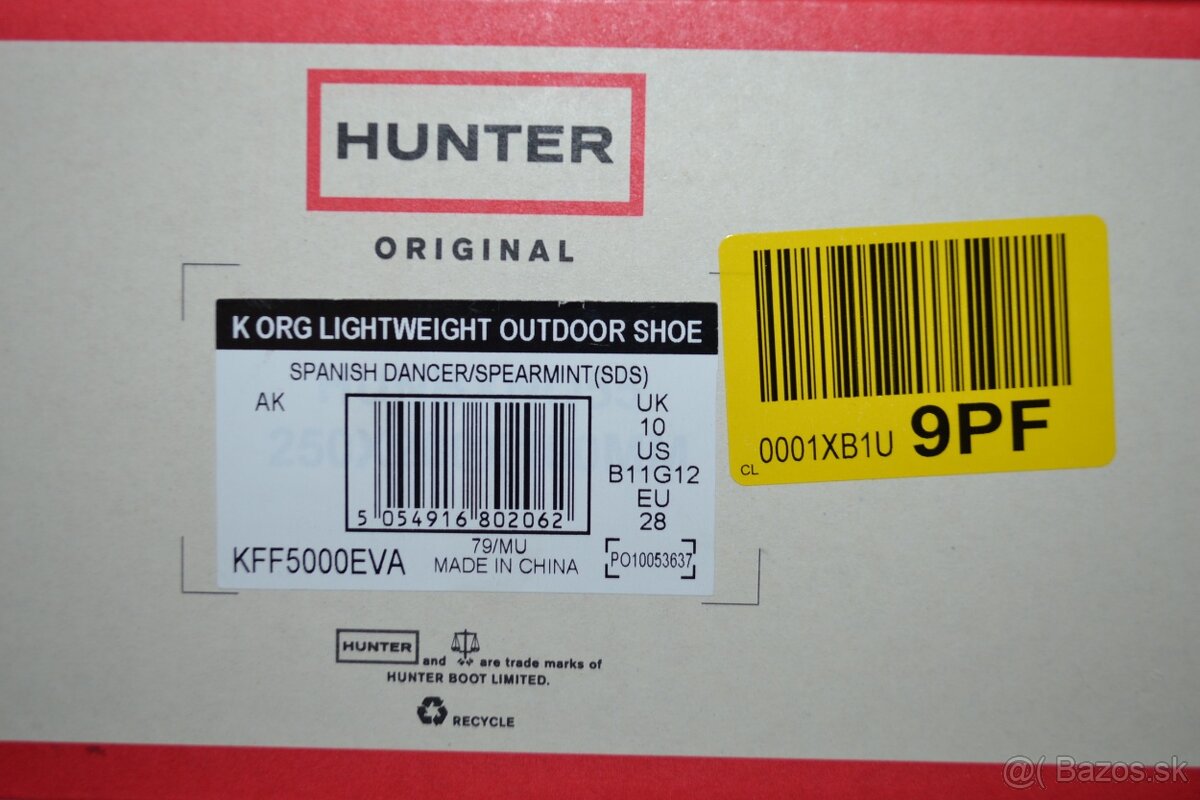 HUNTER
ORIGINAL
K ORG LIGHTWEIGHT OUTDOOR SHOE
SPANISH DANCER/SPEARMINT(SDS)
AK
UK
10
US
B11G12
EU
28
5 054916 802062
79/MU
MADE IN CHINA
KFF5000EVA
PO10053637
CL 0001XB1U 9PF
HUNTER and are trade marks of
HUNTER BOOT LIMITED.
RECYCLE
@( Bazos.sk